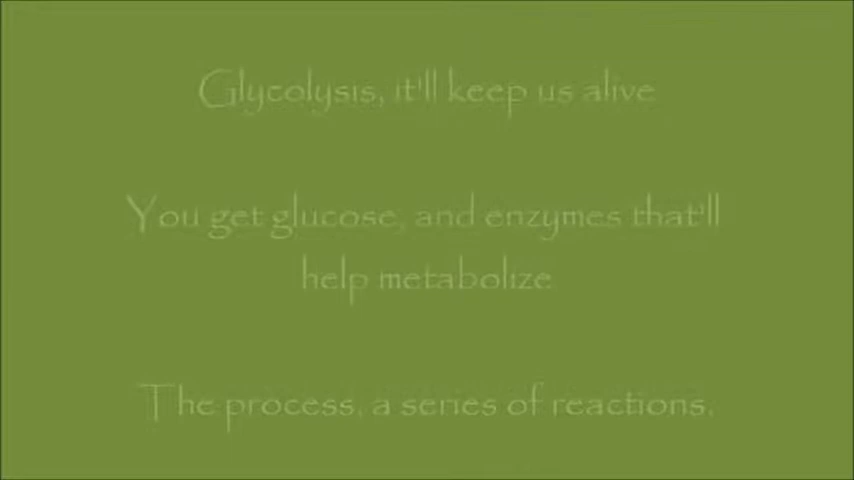 Glycolysis, it'll keep us alive
You get glucose, and enzymes that'll
help metabolize
The process, a series of reactions.